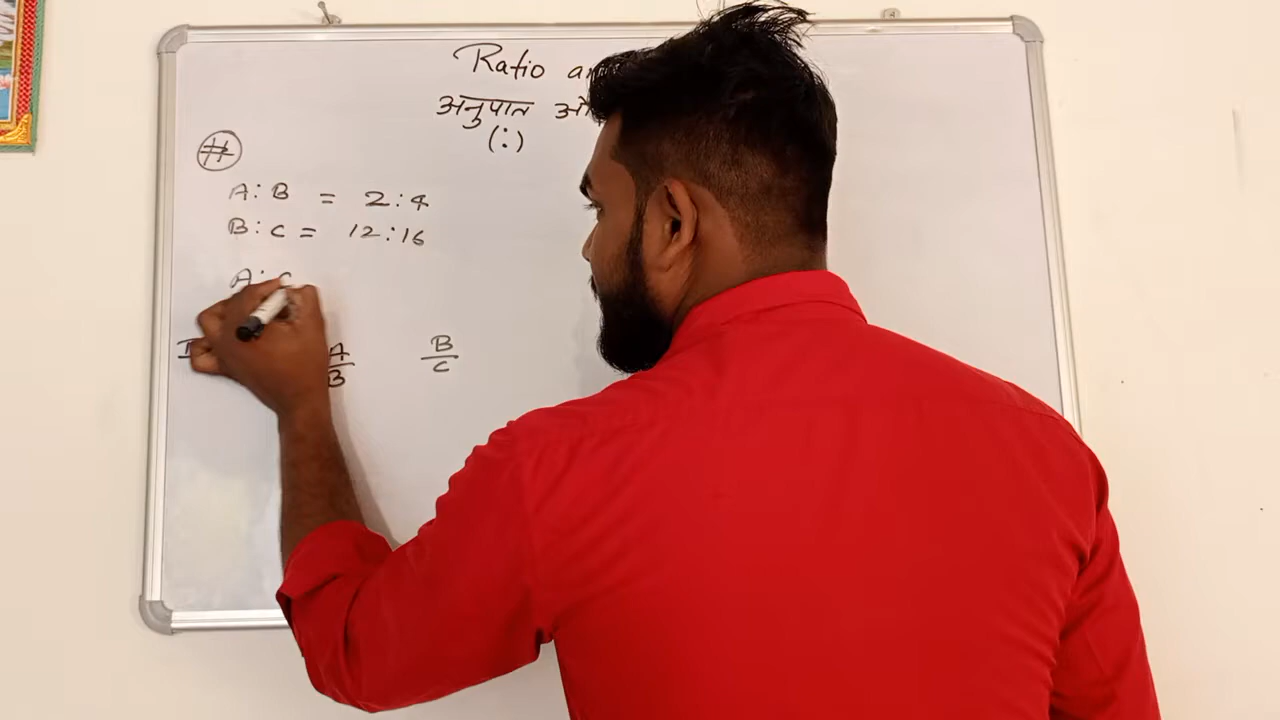 Ratio
अनुपात
(:)
#
A:B = 2:4
B:C = 12:16
A:C
A/B B/C